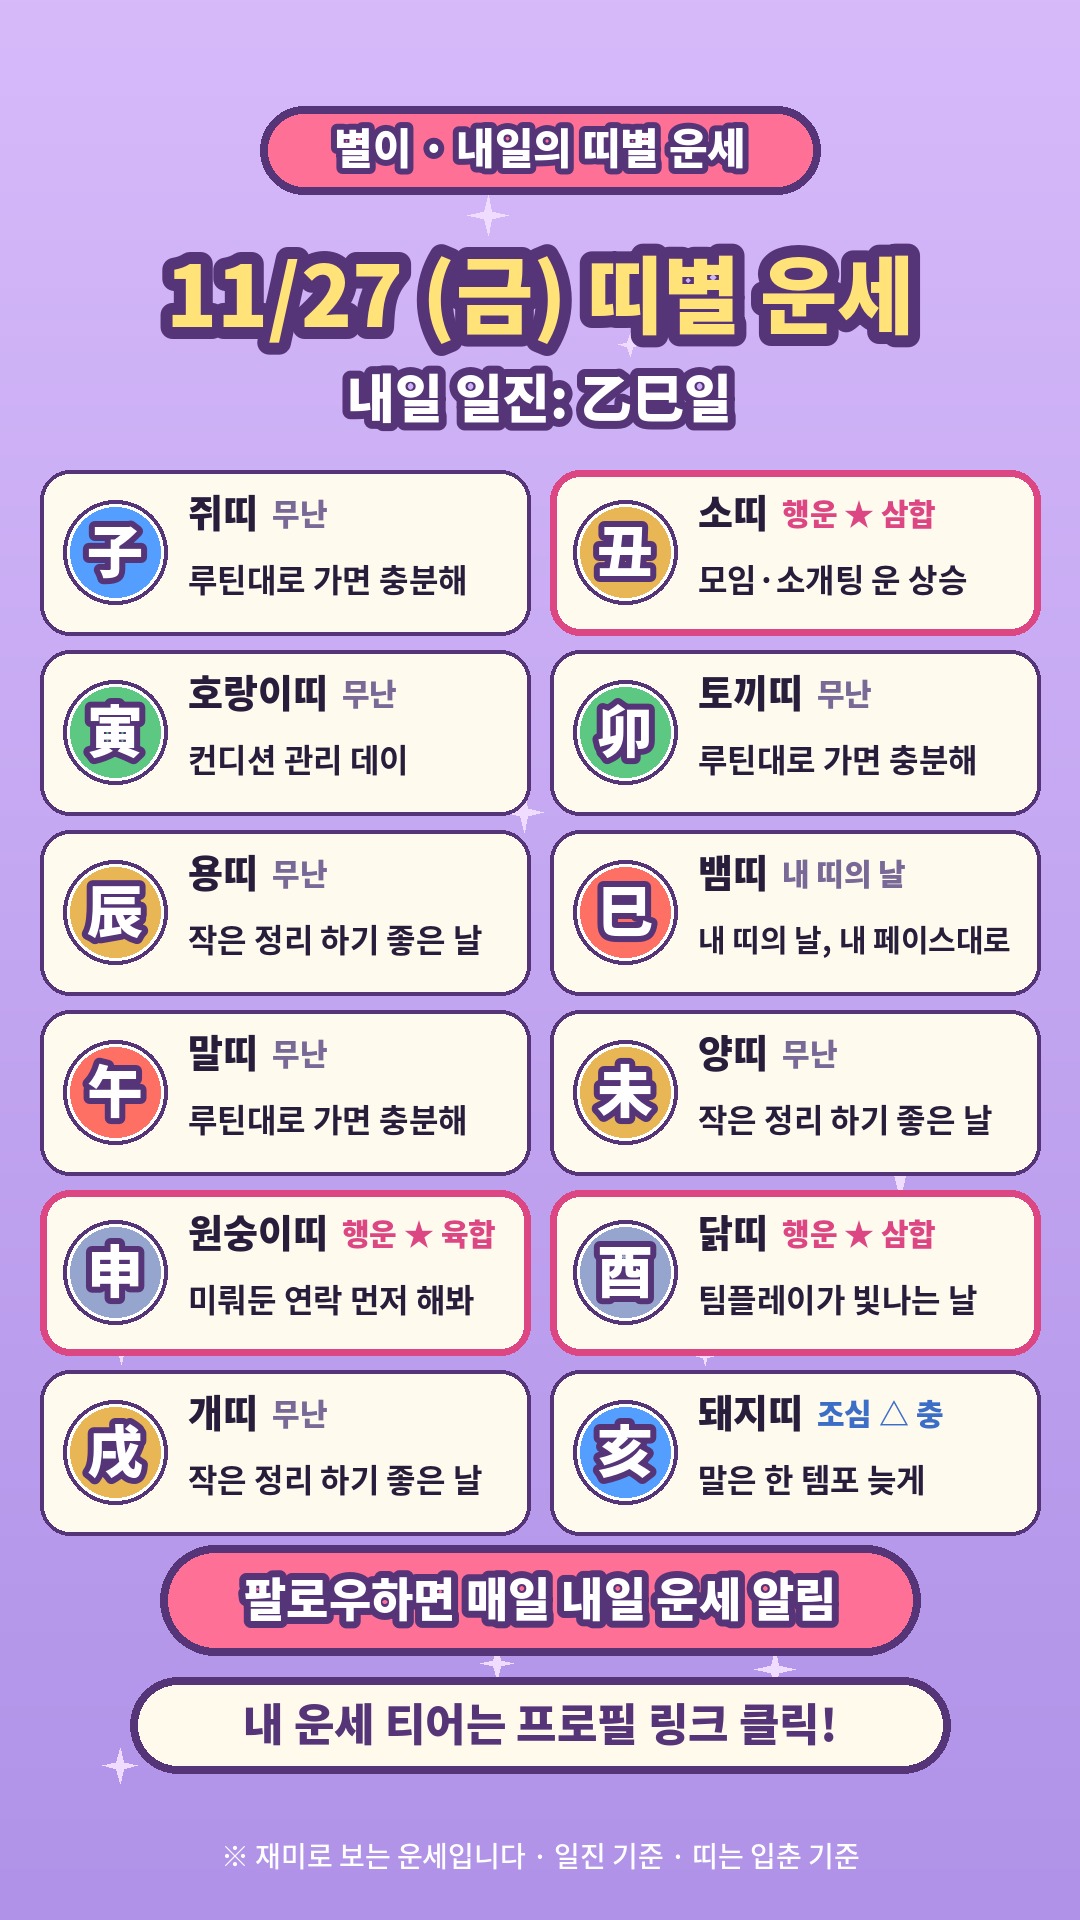 별이 · 내일의 띠별 운세
11/27 (금) 띠별 운세
내일 일진: 乙巳일
子 쥐띠 무난
루틴대로 가면 충분해
丑 소띠 행운 ★ 삼합
모임·소개팅 운 상승
寅 호랑이띠 무난
컨디션 관리 데이
卯 토끼띠 무난
루틴대로 가면 충분해
辰 용띠 무난
작은 정리 하기 좋은 날
巳 뱀띠 내 띠의 날
내 띠의 날, 내 페이스대로
午 말띠 무난
루틴대로 가면 충분해
未 양띠 무난
작은 정리 하기 좋은 날
申 원숭이띠 행운 ★ 육합
미뤄둔 연락 먼저 해봐
酉 닭띠 행운 ★ 삼합
팀플레이가 빛나는 날
戌 개띠 무난
작은 정리 하기 좋은 날
亥 돼지띠 조심 △ 충
말은 한 템포 늦게
팔로우하면 매일 내일 운세 알림
내 운세 티어는 프로필 링크 클릭!
※ 재미로 보는 운세입니다 · 일진 기준 · 띠는 입춘 기준